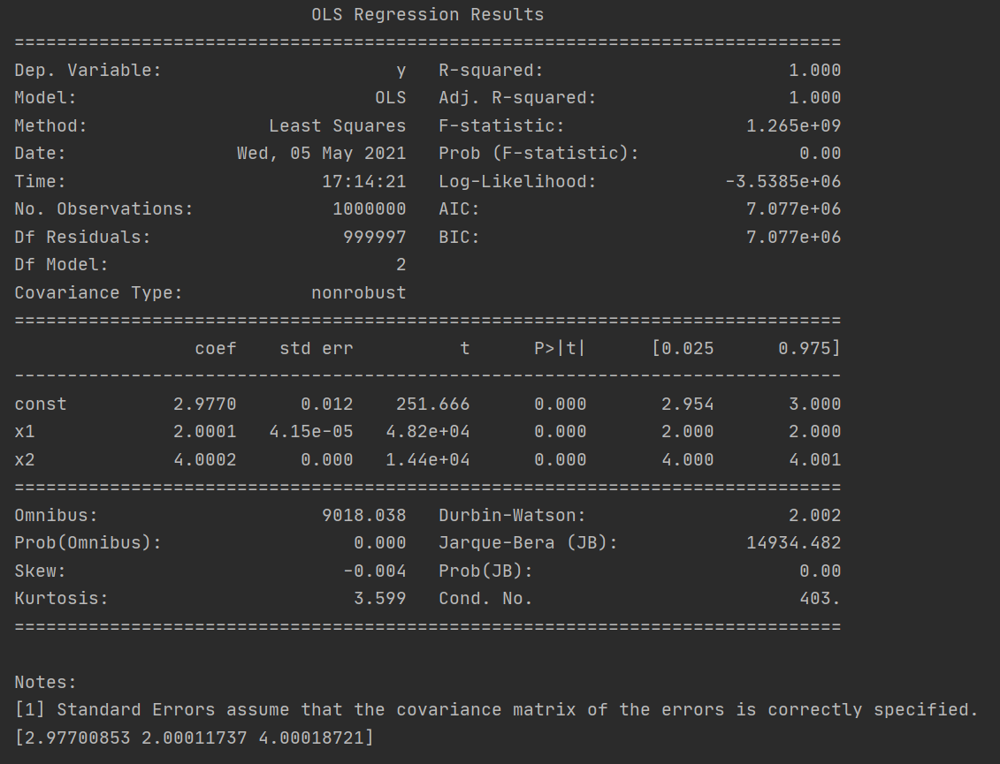 OLS Regression Results
==============================================================================
Dep. Variable:                      y   R-squared:                       1.000
Model:                            OLS   Adj. R-squared:                  1.000
Method:                 Least Squares   F-statistic:                 1.265e+09
Date:                Wed, 05 May 2021   Prob (F-statistic):               0.00
Time:                        17:14:21   Log-Likelihood:            -3.5385e+06
No. Observations:             1000000   AIC:                         7.077e+06
Df Residuals:                  999997   BIC:                         7.077e+06
Df Model:                           2
Covariance Type:            nonrobust
==============================================================================
                 coef    std err          t      P>|t|      [0.025      0.975]
------------------------------------------------------------------------------
const          2.9770      0.012    251.666      0.000       2.954       3.000
x1             2.0001   4.15e-05   4.82e+04      0.000       2.000       2.000
x2             4.0002      0.000   1.44e+04      0.000       4.000       4.001
==============================================================================
Omnibus:                     9018.038   Durbin-Watson:                   2.002
Prob(Omnibus):                  0.000   Jarque-Bera (JB):            14934.482
Skew:                          -0.004   Prob(JB):                         0.00
Kurtosis:                       3.599   Cond. No.                         403.
==============================================================================

Notes:
[1] Standard Errors assume that the covariance matrix of the errors is correctly specified.
[2.97700853 2.00011737 4.00018721]